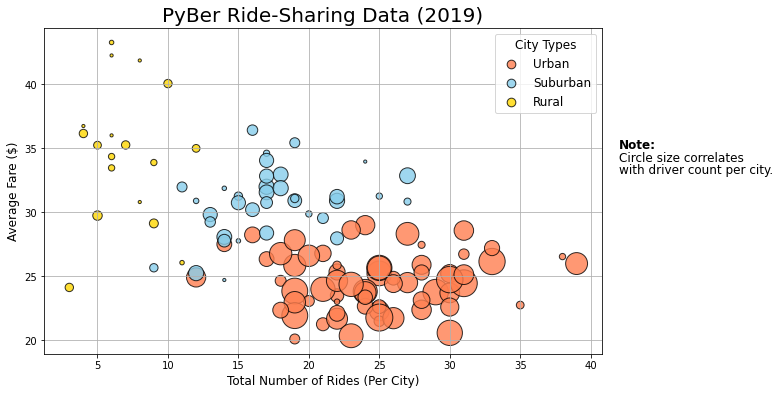 PyBer Ride-Sharing Data (2019)
City Types
Urban
Suburban
Rural
Note:
Circle size correlates
with driver count per city.
Average Fare ($)
40
35
30
25
20
5 10 15 20 25 30 35 40
Total Number of Rides (Per City)